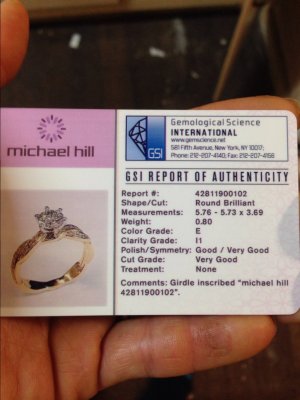 michael hill
GSI
Gemological Science
INTERNATIONAL
www.gemscience.net
581 Fifth Avenue, New York, NY, 10017;
Phone: 212-207-4140; Fax: 212-207-4156
GSI REPORT OF AUTHENTICITY
Report #: 42811900102
Shape/Cut: Round Brilliant
Measurements: 5.76 - 5.73 x 3.69
Weight: 0.80
Color Grade: E
Clarity Grade: I1
Polish/Symmetry: Good / Very Good
Cut Grade: Very Good
Treatment: None
Comments: Girdle inscribed "michael hill
42811900102".